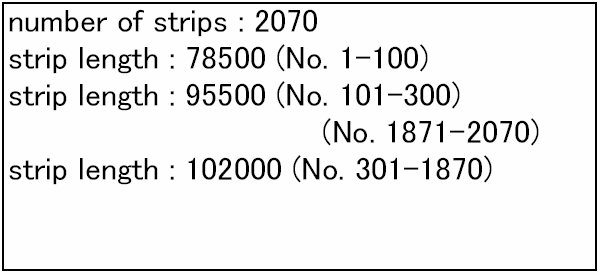 number of strips : 2070
strip length : 78500 (No. 1-100)
strip length : 95500 (No. 101-300)
(No. 1871-2070)
strip length : 102000 (No. 301-1870)